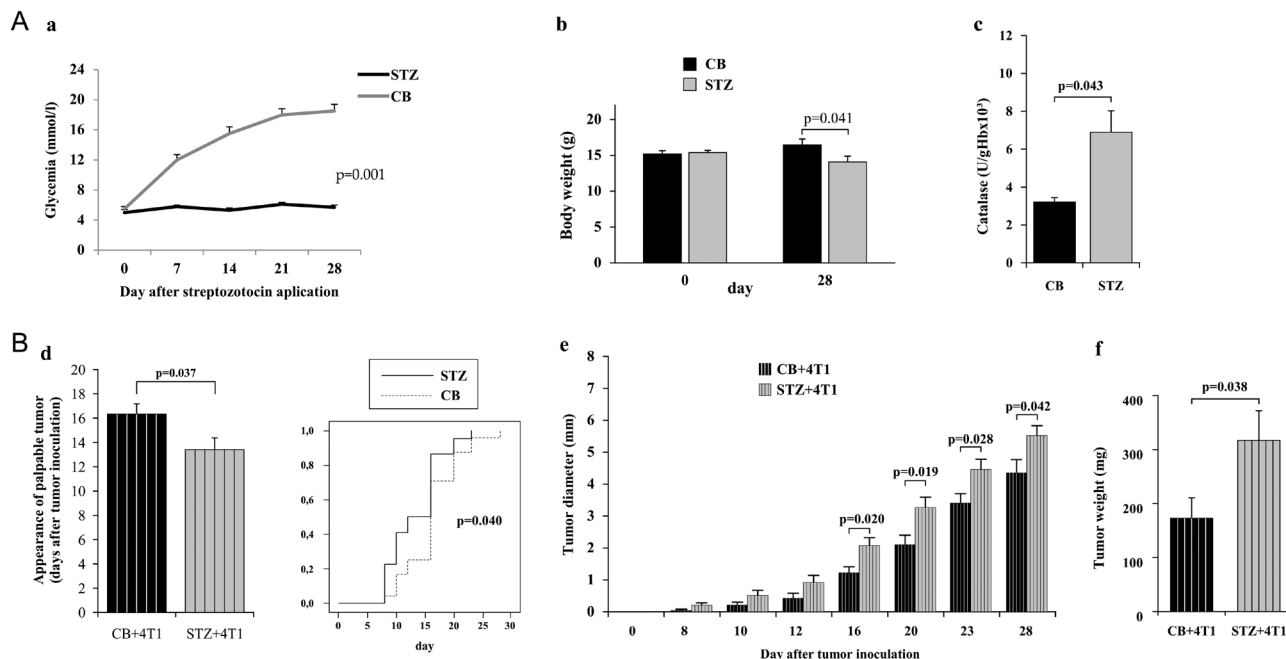 A
a
STZ
CB
Glycemia (mmol/l)
24
20
16
12
8
4
0
p=0.001
0 7 14 21 28
Day after streptozotocin aplication
b
CB
STZ
Body weight (g)
20
15
10
5
0
p=0.041
0 28
day
c
Catalase (U/gHbx10³)
12
10
8
6
4
2
0
p=0.043
CB STZ
B
d
Appearance of palpable tumor
(days after tumor inoculation)
20
18
16
14
12
10
8
6
4
2
0
p=0.037
CB+4T1 STZ+4T1
STZ
CB
1,0
0,8
0,6
0,4
0,2
0,0
p=0.040
0 5 10 15 20 25 30
day
e
CB+4T1
STZ+4T1
Tumor diameter (mm)
8
7
6
5
4
3
2
1
0
p=0.020
p=0.019
p=0.028
p=0.042
0 8 10 12 16 20 23 28
Day after tumor inoculation
f
Tumor weight (mg)
400
300
200
100
0
p=0.038
CB+4T1 STZ+4T1